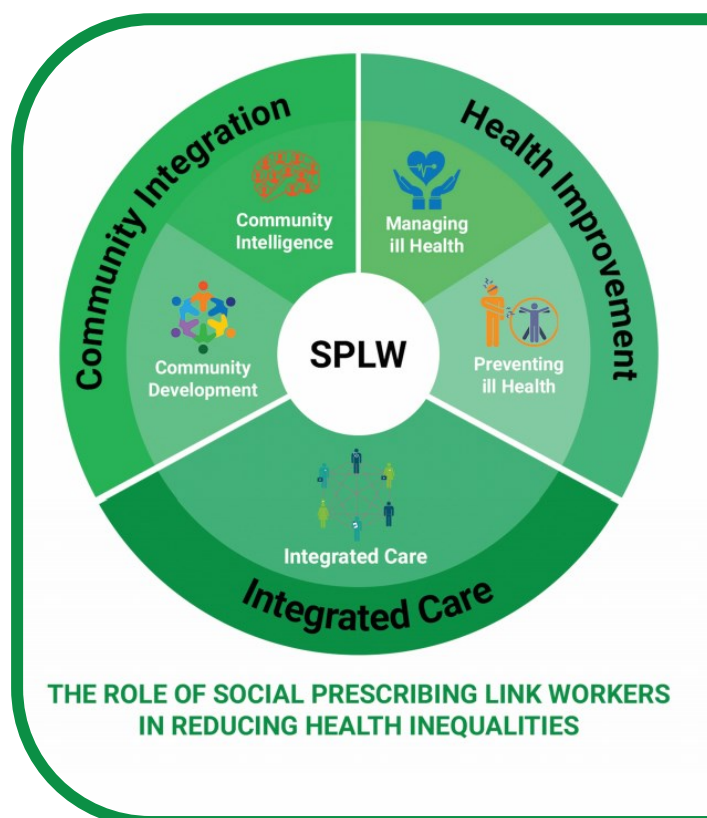 Community Integration
Health Improvement
Community
Intelligence
Managing
ill Health
Community
Development
SPLW
Preventing
ill Health
Integrated Care
Integrated Care
THE ROLE OF SOCIAL PRESCRIBING LINK WORKERS
IN REDUCING HEALTH INEQUALITIES